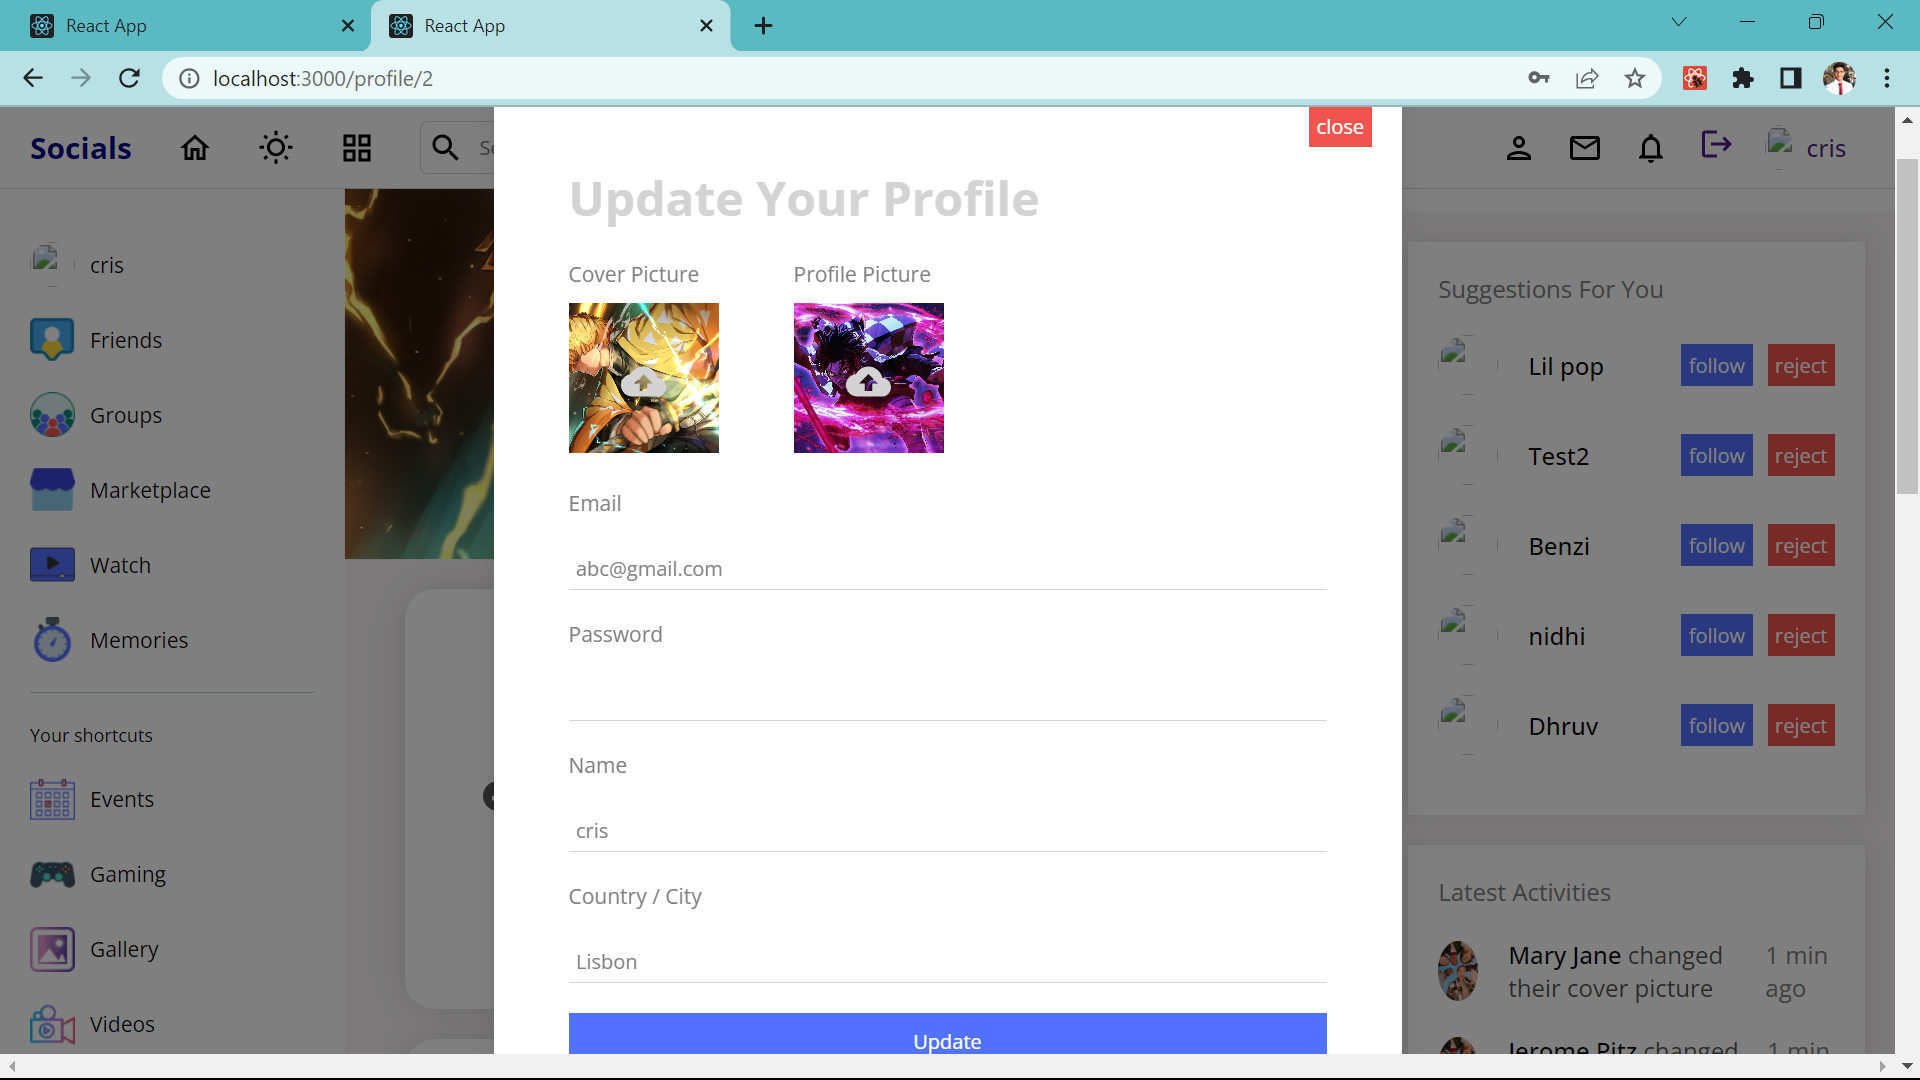 React App
React App
localhost:3000/profile/2
Socials
cris
close
Update Your Profile
Cover Picture
Profile Picture
Email
abc@gmail.com
Password
Name
cris
Country / City
Lisbon
Update
cris
Friends
Groups
Marketplace
Watch
Memories
Your shortcuts
Events
Gaming
Gallery
Videos
Suggestions For You
Lil pop follow reject
Test2 follow reject
Benzi follow reject
nidhi follow reject
Dhruv follow reject
Latest Activities
Mary Jane changed 1 min
their cover picture ago
Jerome Pitz changed 1 min